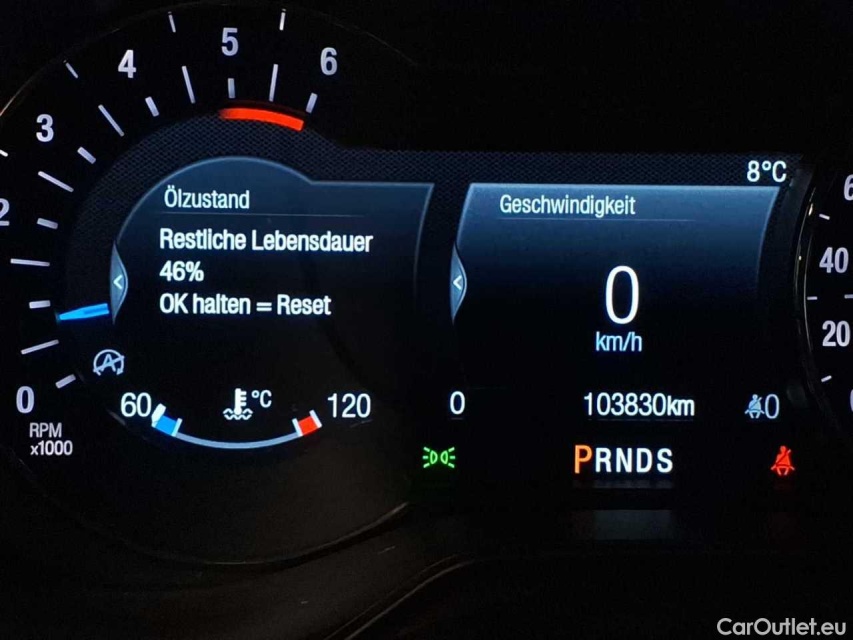 5
4
6
3
8°C
2
Ölzustand
Geschwindigkeit
Restliche Lebensdauer
46%
OK halten = Reset
0
km/h
40
20
0
60
°C
120
0
103830km
0
RPM
x1000
PRNDS
CarOutlet.eu